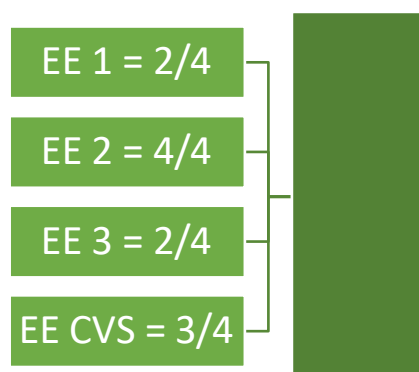 EE 1 = 2/4
EE 2 = 4/4
EE 3 = 2/4
EE CVS = 3/4